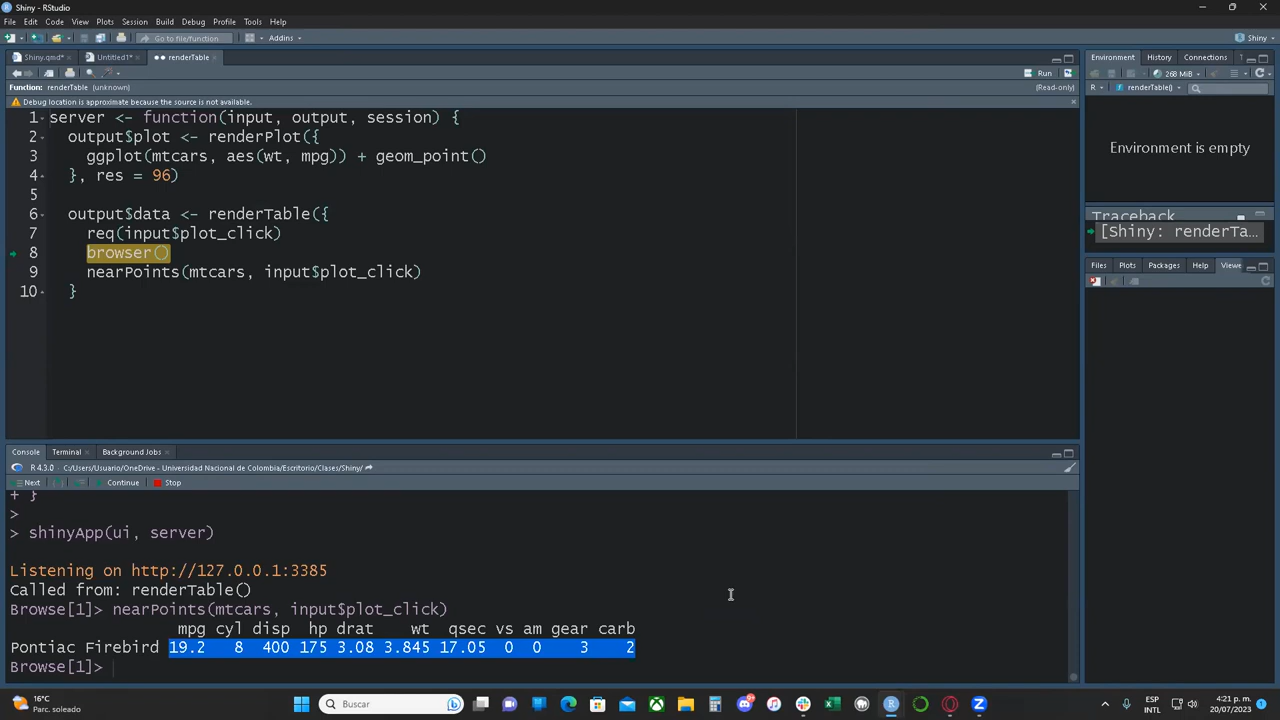 Shiny - RStudio
File Edit Code View Plots Session Build Debug Profile Tools Help
Go to file/function Addins Shiny
Shiny.qmd* Untitled1* renderTable
Run
Function: renderTable (unknown) (Read-only)
Debug location is approximate because the source is not available.
1 server <- function(input, output, session) {
2 output$plot <- renderPlot({
3 ggplot(mtcars, aes(wt, mpg)) + geom_point()
4 }, res = 96)
5
6 output$data <- renderTable({
7 req(input$plot_click)
8 browser()
9 nearPoints(mtcars, input$plot_click)
10 }
Environment History Connections
268 MiB
R renderTable()
Environment is empty
Traceback
[Shiny: renderTa...
Files Plots Packages Help Viewe
Console Terminal Background Jobs
R 4.3.0 · C:/Users/Usuario/OneDrive - Universidad Nacional de Colombia/Escritorio/Clases/Shiny/
Next Continue Stop
+ }
>
> shinyApp(ui, server)
Listening on http://127.0.0.1:3385
Called from: renderTable()
Browse[1]> nearPoints(mtcars, input$plot_click)
mpg cyl disp hp drat wt qsec vs am gear carb
Pontiac Firebird 19.2 8 400 175 3.08 3.845 17.05 0 0 3 2
Browse[1]>
16°C
Parc. soleado
Buscar
ESP
INTL
4:21 p. m.
20/07/2023